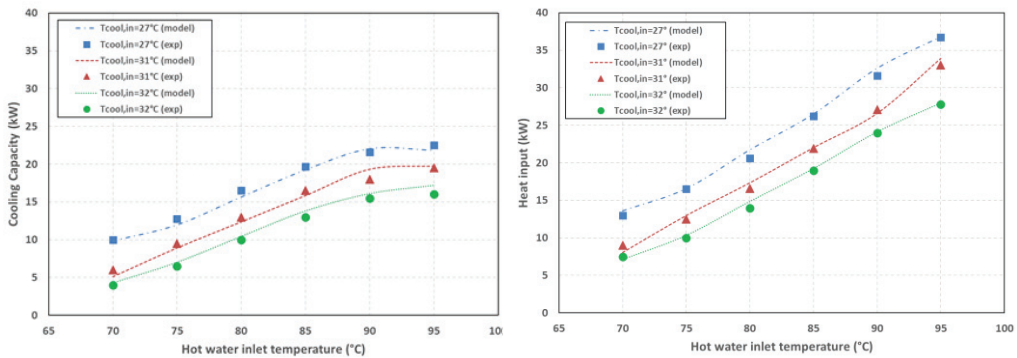 40
35
30
25
20
15
10
5
0
Cooling Capacity (kW)
Tcool,in=27°C (model)
Tcool,in=27°C (exp)
Tcool,in=31°C (model)
Tcool,in=31°C (exp)
Tcool,in=32°C (model)
Tcool,in=32°C (exp)
65 70 75 80 85 90 95 100
Hot water inlet temperature (°C)
40
35
30
25
20
15
10
5
0
Heat input (kW)
Tcool,in=27° (model)
Tcool,in=27° (exp)
Tcool,in=31° (model)
Tcool,in=31° (exp)
Tcool,in=32° (model)
Tcool,in=32° (exp)
65 70 75 80 85 90 95 100
Hot water inlet temperature (°C)